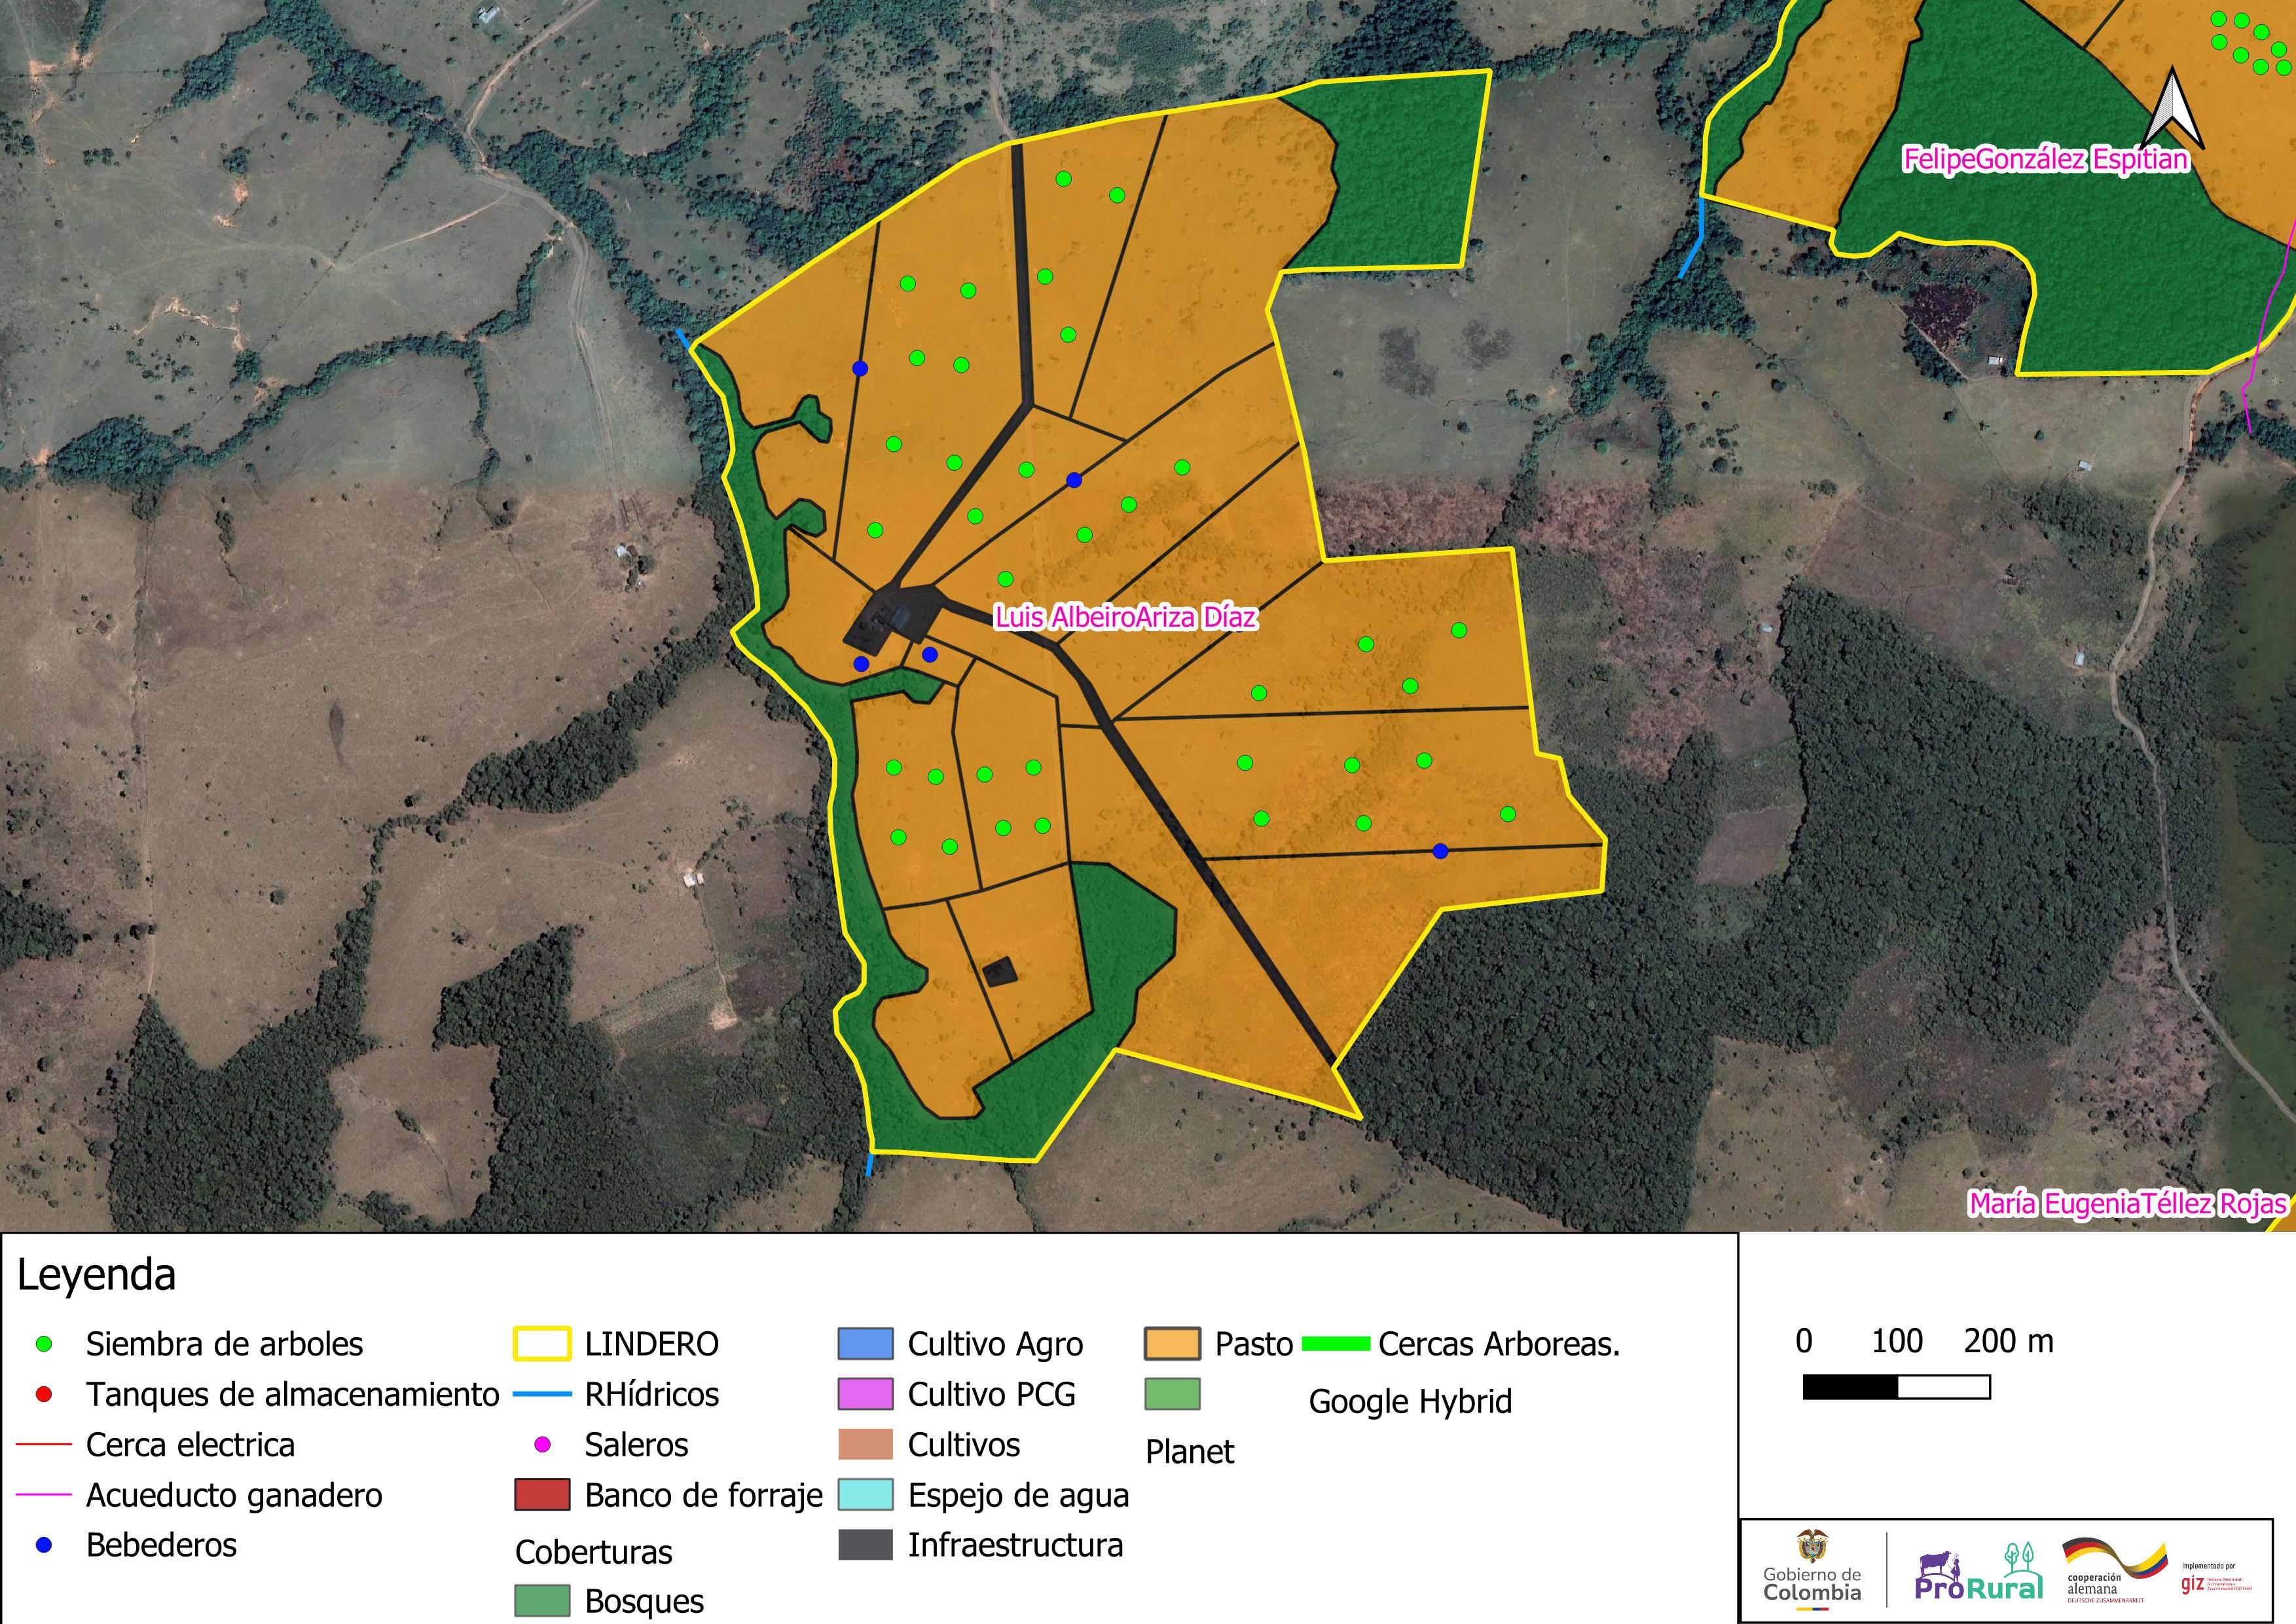 FelipeGonzález Espitian
Luis AlbeiroAriza Díaz
María EugeniaTéllez Rojas
Leyenda
Siembra de arboles
Tanques de almacenamiento
Cerca electrica
Acueducto ganadero
Bebederos
LINDERO
RHídricos
Saleros
Banco de forraje
Coberturas
Bosques
Cultivo Agro
Cultivo PCG
Cultivos
Espejo de agua
Infraestructura
Pasto
Planet
Cercas Arboreas.
Google Hybrid
0 100 200 m
Gobierno de
Colombia
ProRural
cooperación
alemana
DEUTSCHE ZUSAMMENARBEIT
Implementado por
giz